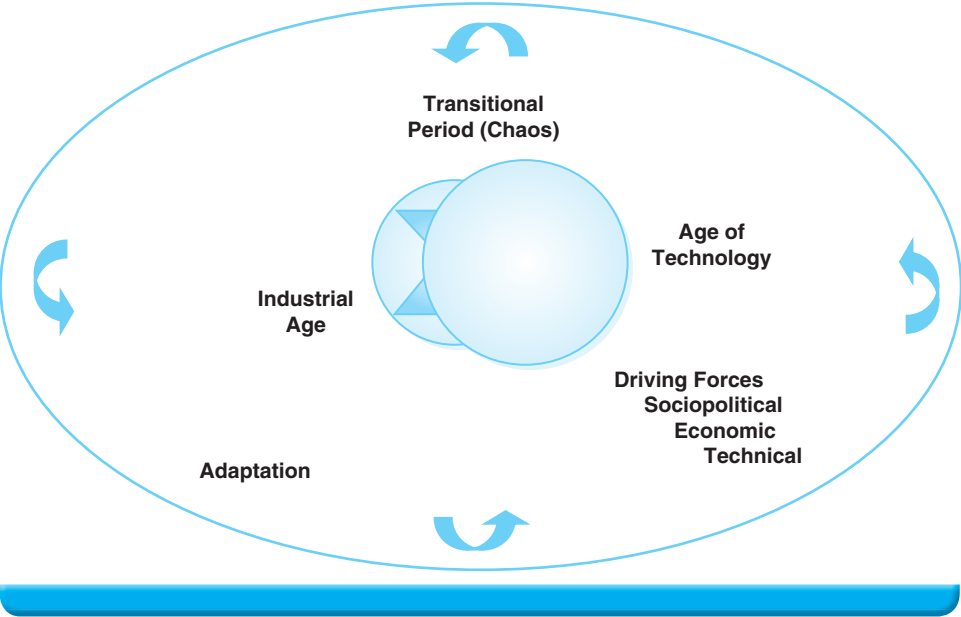 Transitional
Period (Chaos)
Age of
Technology
Industrial
Age
Driving Forces
Sociopolitical
Economic
Technical
Adaptation